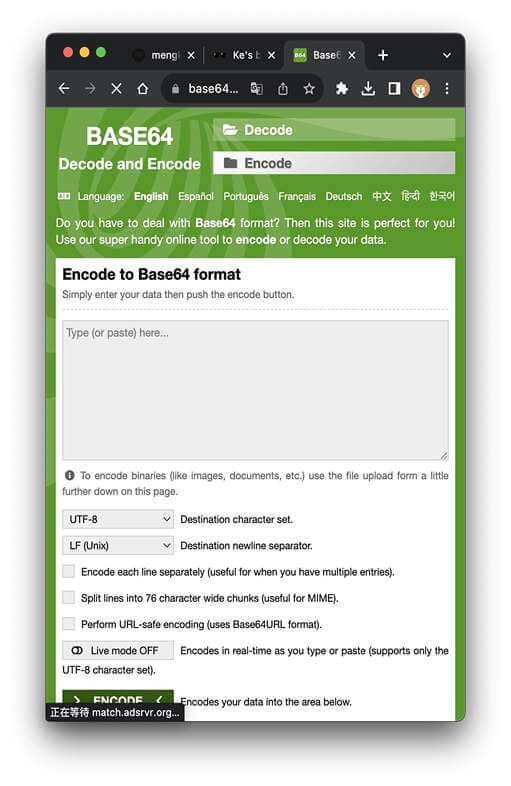 mengl
Ke's b
B64
Base6
base64...
BASE64
Decode and Encode
Decode
Encode
Language: English Español Português Français Deutsch 中文 हिन्दी 한국어
Do you have to deal with Base64 format? Then this site is perfect for you!
Use our super handy online tool to encode or decode your data.
Encode to Base64 format
Simply enter your data then push the encode button.
Type (or paste) here...
To encode binaries (like images, documents, etc.) use the file upload form a little
further down on this page.
UTF-8 Destination character set.
LF (Unix) Destination newline separator.
Encode each line separately (useful for when you have multiple entries).
Split lines into 76 character wide chunks (useful for MIME).
Perform URL-safe encoding (uses Base64URL format).
Live mode OFF Encodes in real-time as you type or paste (supports only the
UTF-8 character set).
ENCODE Encodes your data into the area below.
正在等待 match.adsrvr.org...